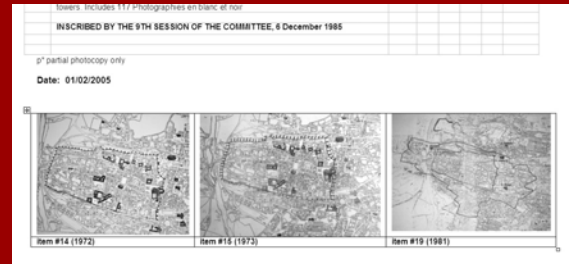 towers. Includes 117 Photographies en blanc et noir
INSCRIBED BY THE 9TH SESSION OF THE COMMITTEE, 6 December 1985
p* partial photocopy only
Date: 01/02/2005
Item #14 (1972)
Item #15 (1973)
Item #19 (1981)